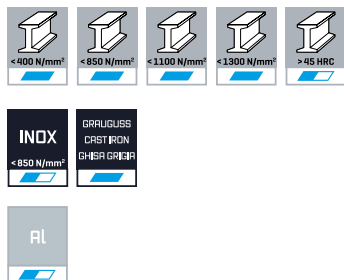 <400 N/mm² <850 N/mm² <1100 N/mm² <1300 N/mm² >45 HRC
INOX
<850 N/mm²
GRAUGUSS
CAST IRON
GHISA GRIGIA
Al